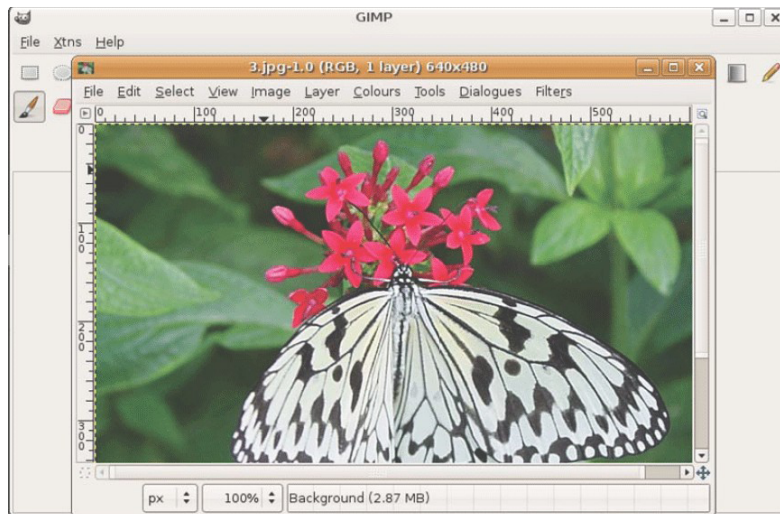 GIMP
File Xtns Help
3.jpg-1.0 (RGB, 1 layer) 640x480
File Edit Select View Image Layer Colours Tools Dialogues Filters
0 100 200 300 400 500
0
100
200
300
px 100% Background (2.87 MB)